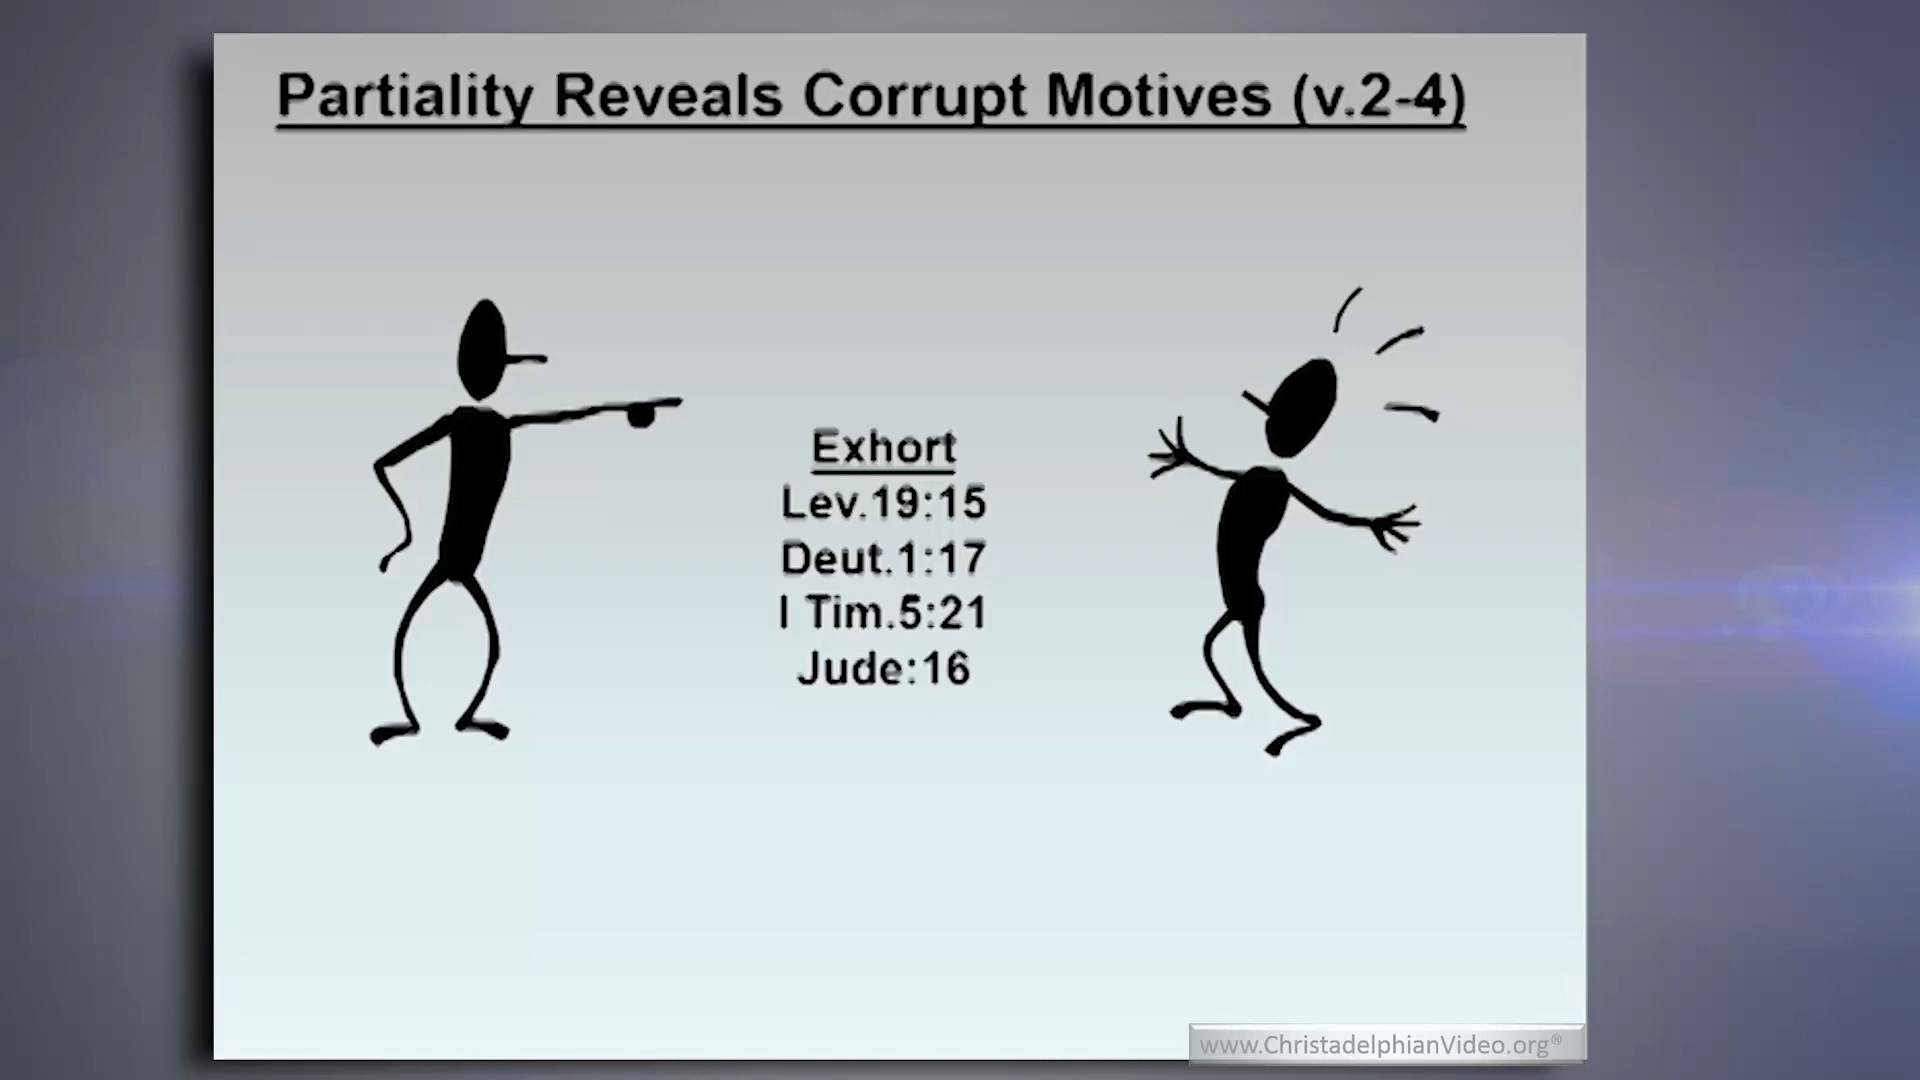 Partiality Reveals Corrupt Motives (v.2-4)
Exhort
Lev.19:15
Deut.1:17
I Tim.5:21
Jude:16
www.ChristadelphianVideo.org®